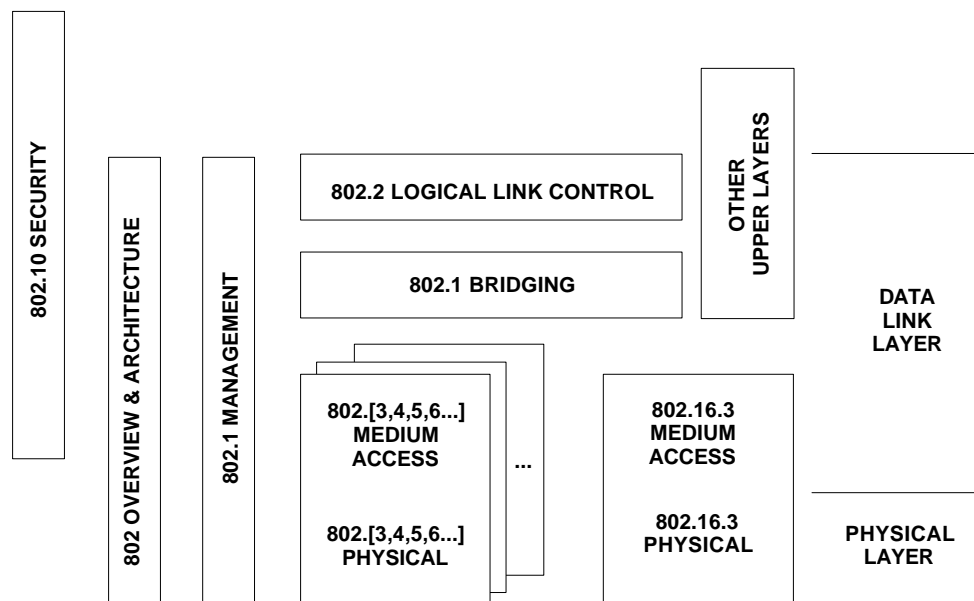 802.10 SECURITY
802 OVERVIEW & ARCHITECTURE
802.1 MANAGEMENT
802.2 LOGICAL LINK CONTROL
802.1 BRIDGING
OTHER
UPPER LAYERS
802.[3,4,5,6...]
MEDIUM
ACCESS
...
802.[3,4,5,6...]
PHYSICAL
802.16.3
MEDIUM
ACCESS
802.16.3
PHYSICAL
DATA
LINK
LAYER
PHYSICAL
LAYER